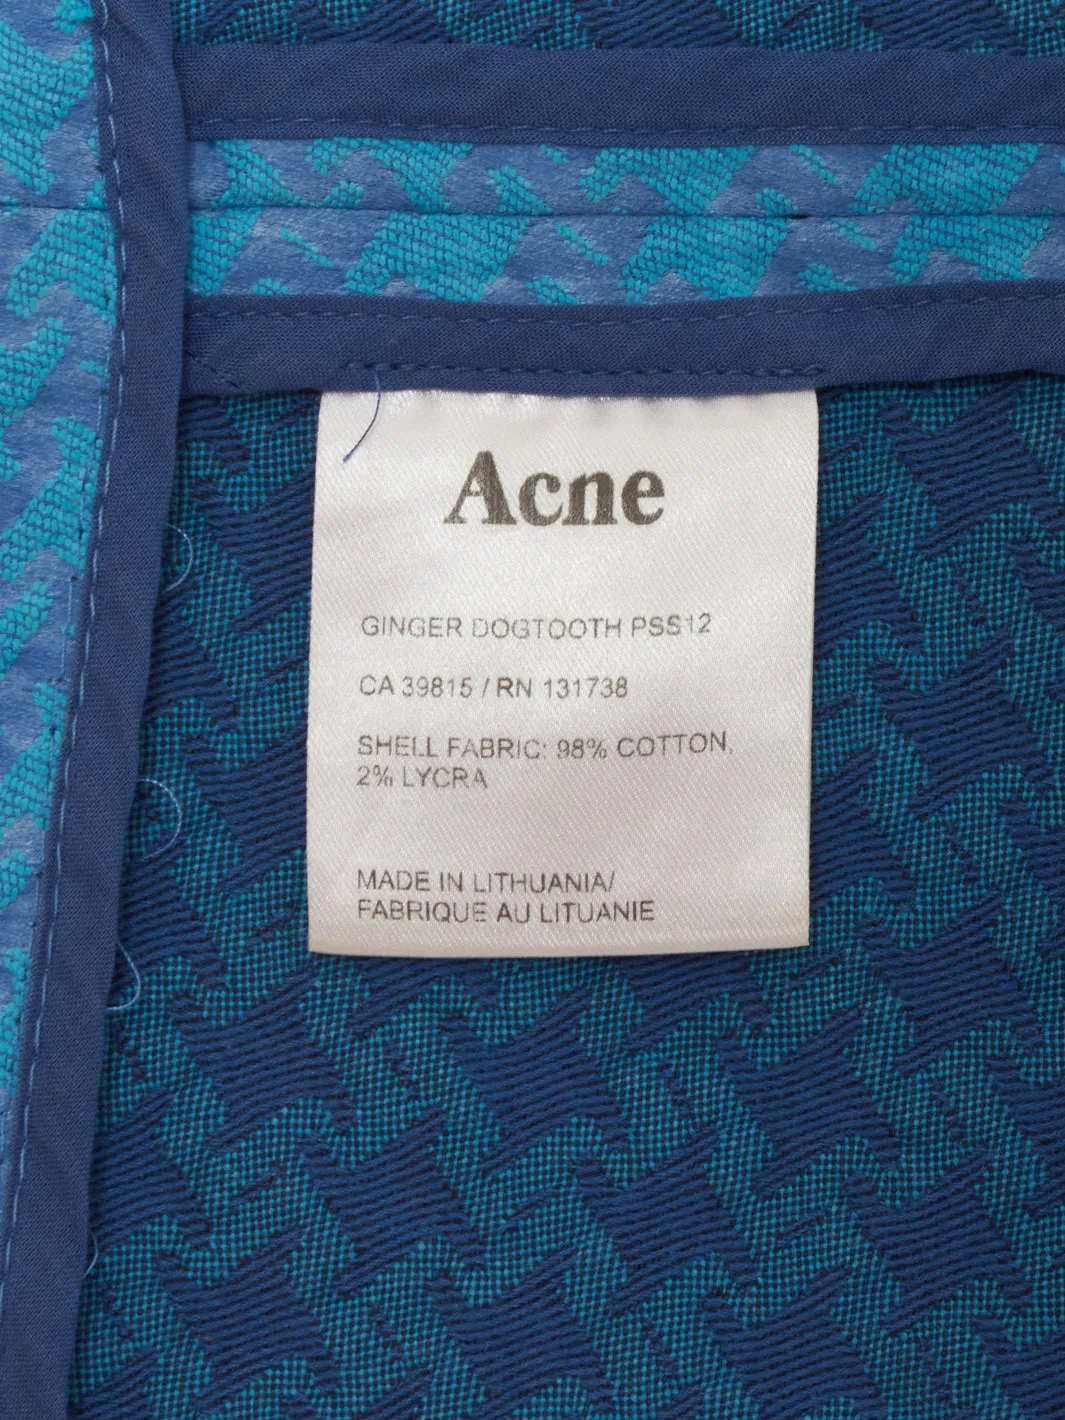 Acne
GINGER DOGTOOTH PSS12
CA 39815 / RN 131738
SHELL FABRIC: 98% COTTON,
2% LYCRA
MADE IN LITHUANIA/
FABRIQUE AU LITUANIE